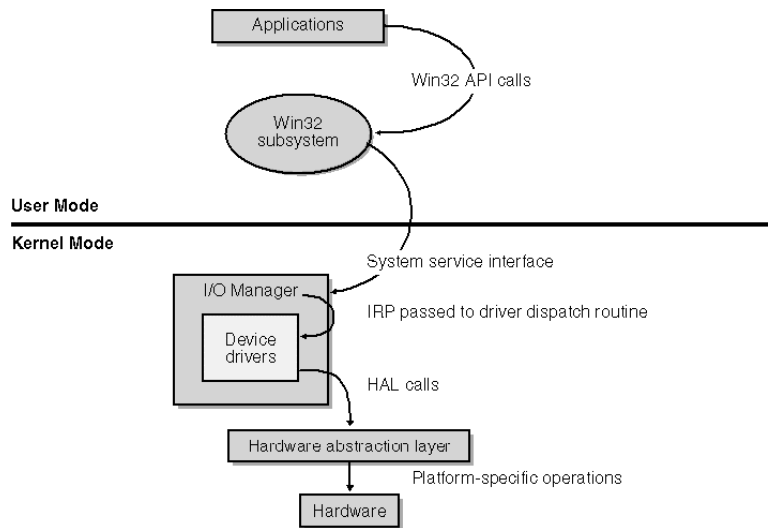 Applications
Win32 API calls
Win32
subsystem
User Mode
Kernel Mode
System service interface
I/O Manager
IRP passed to driver dispatch routine
Device
drivers
HAL calls
Hardware abstraction layer
Platform-specific operations
Hardware